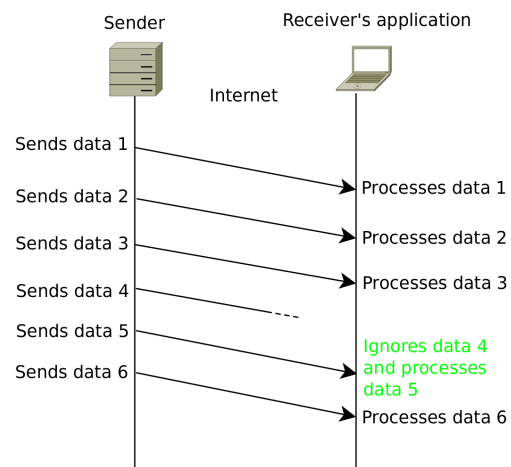 Sender
Receiver's application
Internet
Sends data 1
Processes data 1
Sends data 2
Processes data 2
Sends data 3
Processes data 3
Sends data 4
Sends data 5
Ignores data 4
and processes
data 5
Sends data 6
Processes data 6